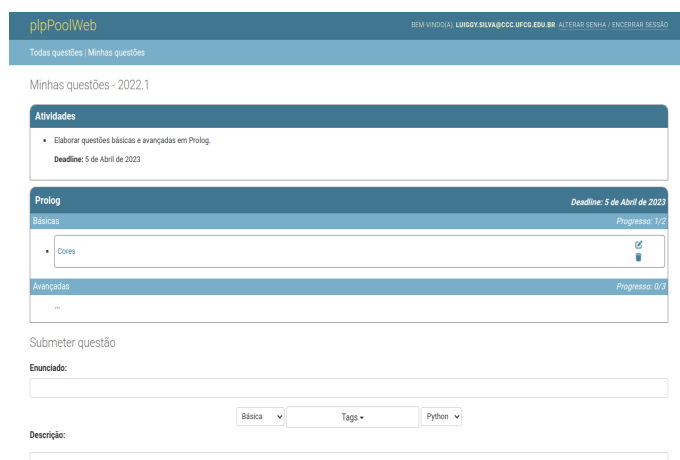 plpPoolWeb
BEM-VINDO(A), LUIGGY.SILVA@CCC.UFCG.EDU.BR. ALTERAR SENHA / ENCERRAR SESSÃO
Todas questões | Minhas questões
Minhas questões - 2022.1
Atividades
Elaborar questões básicas e avançadas em Prolog.
Deadline: 5 de Abril de 2023
Prolog Deadline: 5 de Abril de 2023
Básicas Progresso: 1/2
Cores
Avançadas Progresso: 0/3
...
Submeter questão
Enunciado:
Básica Tags Python
Descrição: